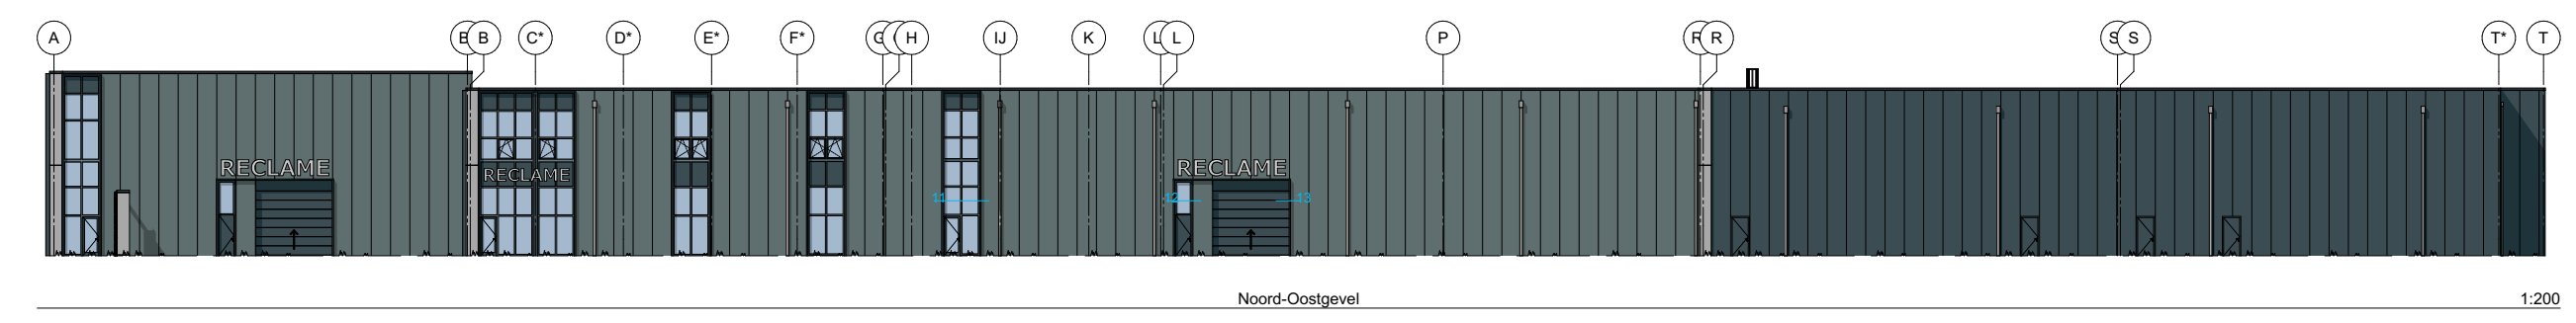 A B B C* D* E* F* G H IJ K L L P R R S S T* T
RECLAME RECLAME RECLAME
11 12 13
Noord-Oostgevel 1:200